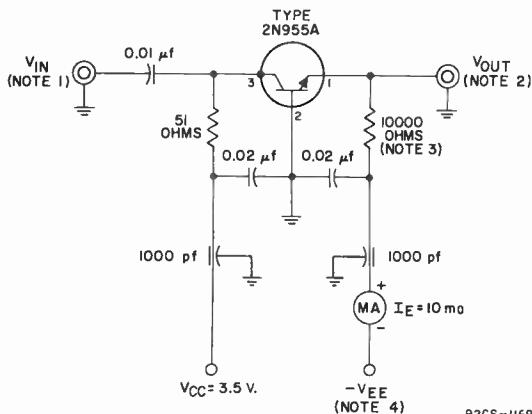 TYPE
2N955A
VIN
(NOTE 1)
0.01 µf
3
1
2
VOUT
(NOTE 2)
51
OHMS
10000
OHMS
(NOTE 3)
0.02 µf
0.02 µf
1000 pf
1000 pf
+
MA
IE = 10 ma
-
VCC = 3.5 V.
-VEE
(NOTE 4)